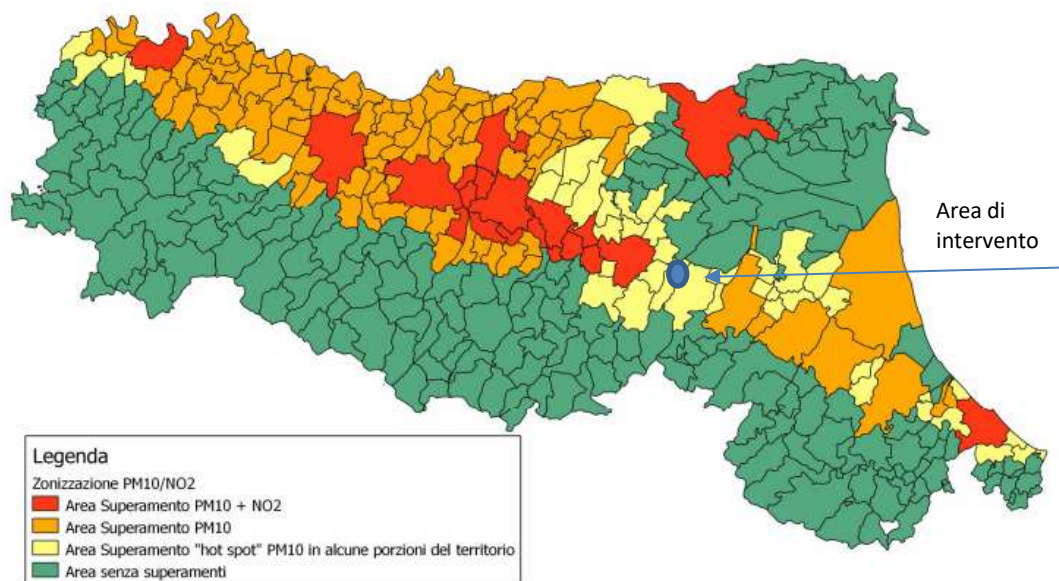 Area di
intervento
Legenda
Zonizzazione PM10/NO2
Area Superamento PM10 + NO2
Area Superamento PM10
Area Superamento "hot spot" PM10 in alcune porzioni del territorio
Area senza superamenti